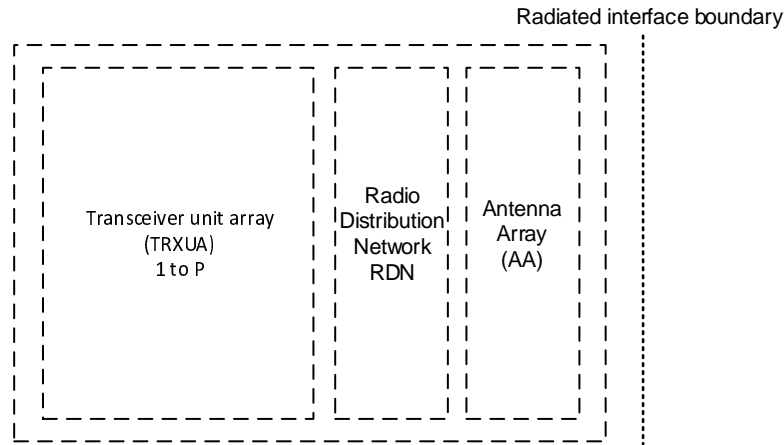 Radiated interface boundary
Transceiver unit array
(TRXUA)
1 to P
Radio
Distribution
Network
RDN
Antenna
Array
(AA)